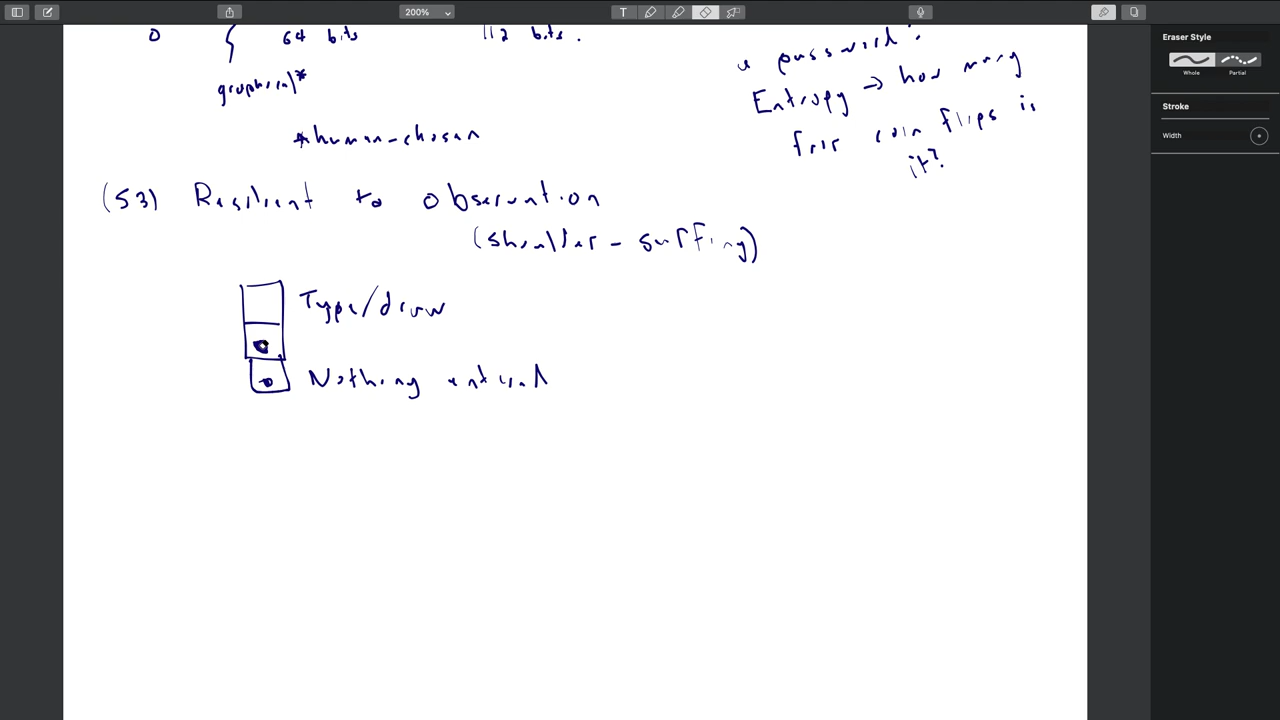 200%
T
0 64 bits 112 bits.
graphical*
*human-chosen
a password?
Entropy → how many
fair coin flips is
it?
(S3) Resilient to observation
(shoulder-surfing)
Type/draw
Nothing entered
Eraser Style
Whole Partial
Stroke
Width